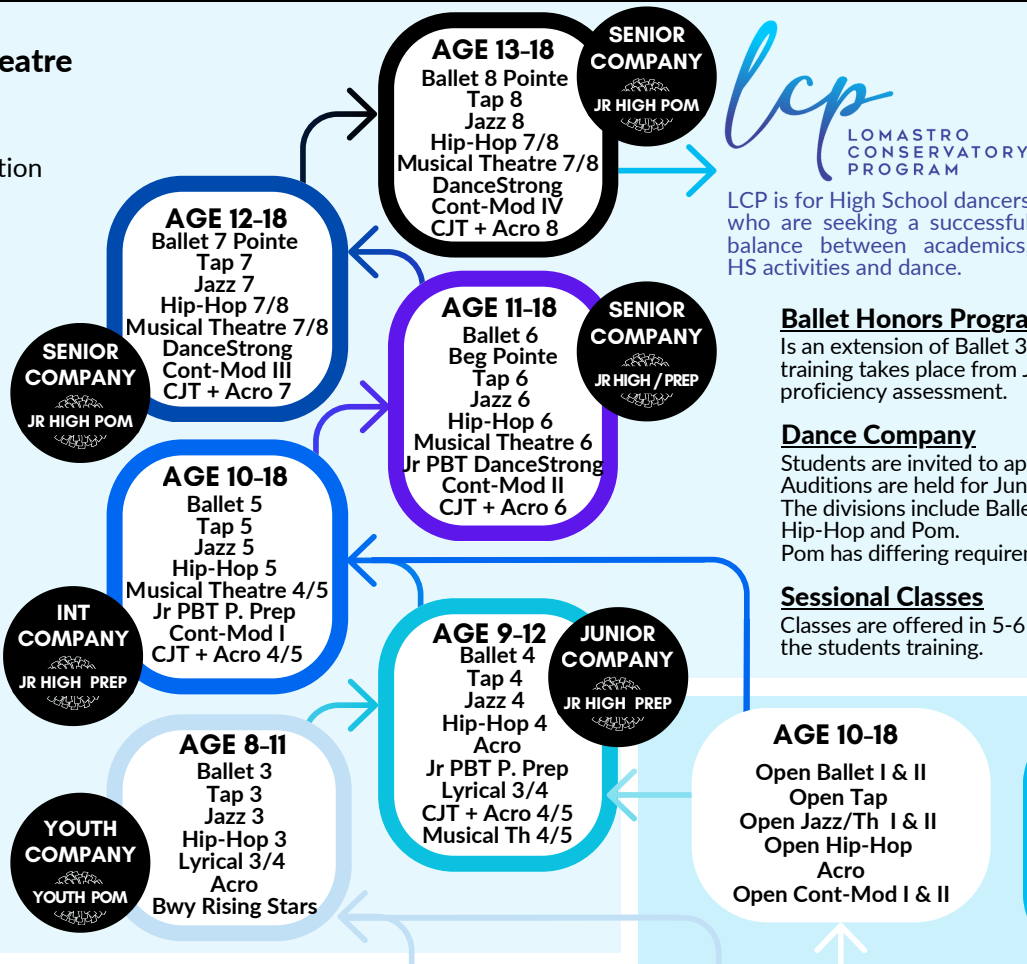 eatre
tion
AGE 13-18
Ballet 8 Pointe
Tap 8
Jazz 8
Hip-Hop 7/8
Musical Theatre 7/8
DanceStrong
Cont-Mod IV
CJT + Acro 8
SENIOR
COMPANY
JR HIGH POM
lcp
LOMASTRO
CONSERVATORY
PROGRAM
LCP is for High School dancers
who are seeking a successful
balance between academics,
HS activities and dance.
AGE 12-18
Ballet 7 Pointe
Tap 7
Jazz 7
Hip-Hop 7/8
Musical Theatre 7/8
DanceStrong
Cont-Mod III
CJT + Acro 7
SENIOR
COMPANY
JR HIGH POM
AGE 11-18
Ballet 6
Beg Pointe
Tap 6
Jazz 6
Hip-Hop 6
Musical Theatre 6
Jr PBT DanceStrong
Cont-Mod II
CJT + Acro 6
SENIOR
COMPANY
JR HIGH / PREP
Ballet Honors Progra
Is an extension of Ballet 3
training takes place from J
proficiency assessment.
Dance Company
Students are invited to ap
Auditions are held for Jun
The divisions include Balle
Hip-Hop and Pom.
Pom has differing requirem
Sessional Classes
Classes are offered in 5-6
the students training.
AGE 10-18
Ballet 5
Tap 5
Jazz 5
Hip-Hop 5
Musical Theatre 4/5
Jr PBT P. Prep
Cont-Mod I
CJT + Acro 4/5
INT
COMPANY
JR HIGH PREP
AGE 9-12
Ballet 4
Tap 4
Jazz 4
Hip-Hop 4
Acro
Jr PBT P. Prep
Lyrical 3/4
CJT + Acro 4/5
Musical Th 4/5
JUNIOR
COMPANY
JR HIGH PREP
AGE 8-11
Ballet 3
Tap 3
Jazz 3
Hip-Hop 3
Lyrical 3/4
Acro
Bwy Rising Stars
YOUTH
COMPANY
YOUTH POM
AGE 10-18
Open Ballet I & II
Open Tap
Open Jazz/Th I & II
Open Hip-Hop
Acro
Open Cont-Mod I & II